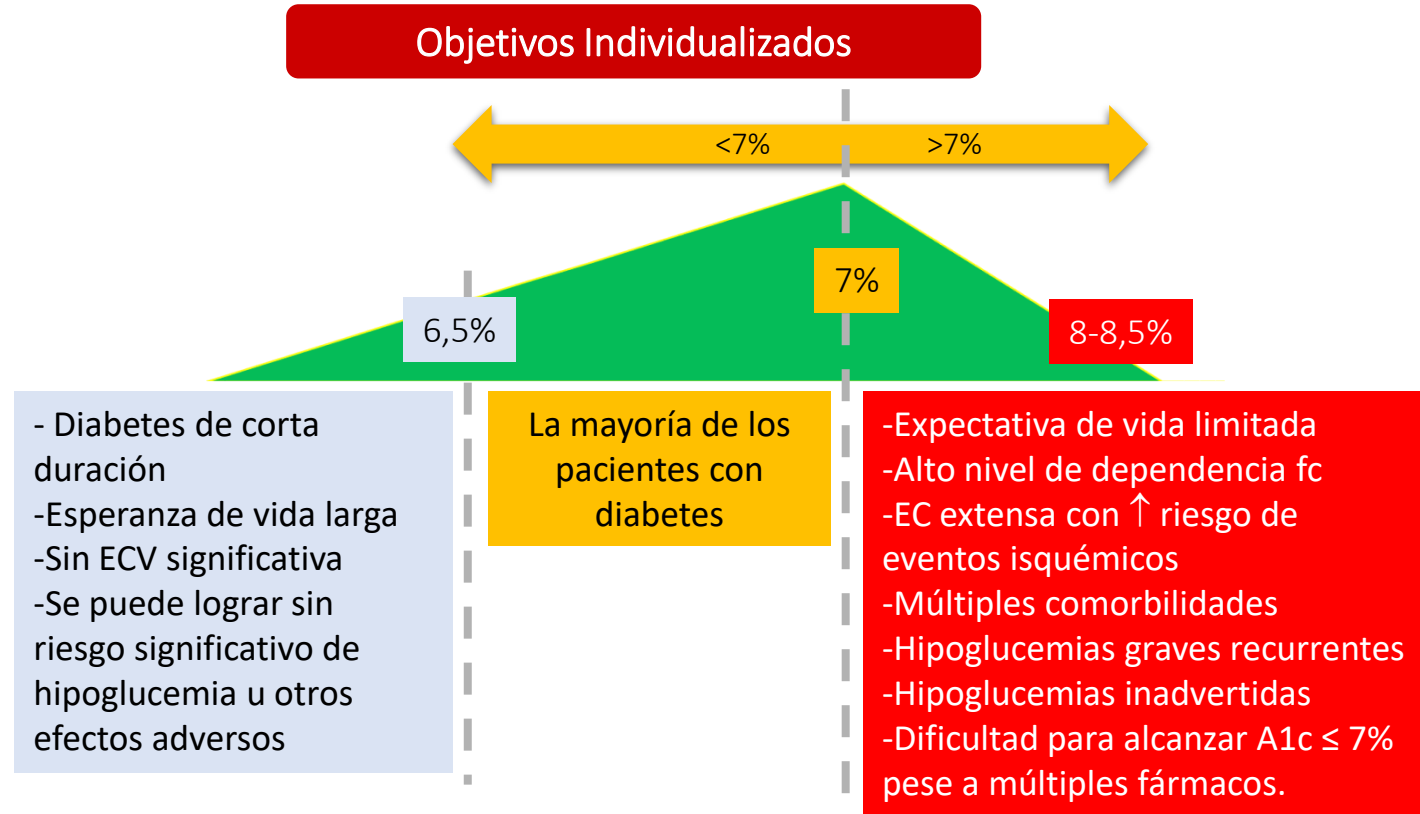 Objetivos Individualizados
<7%
>7%
7%
6,5%
8-8,5%
- Diabetes de corta
duración
-Esperanza de vida larga
-Sin ECV significativa
-Se puede lograr sin
riesgo significativo de
hipoglucemia u otros
efectos adversos
La mayoría de los
pacientes con
diabetes
-Expectativa de vida limitada
-Alto nivel de dependencia fc
-EC extensa con ↑ riesgo de
eventos isquémicos
-Múltiples comorbilidades
-Hipoglucemias graves recurrentes
-Hipoglucemias inadvertidas
-Dificultad para alcanzar A1c ≤ 7%
pese a múltiples fármacos.